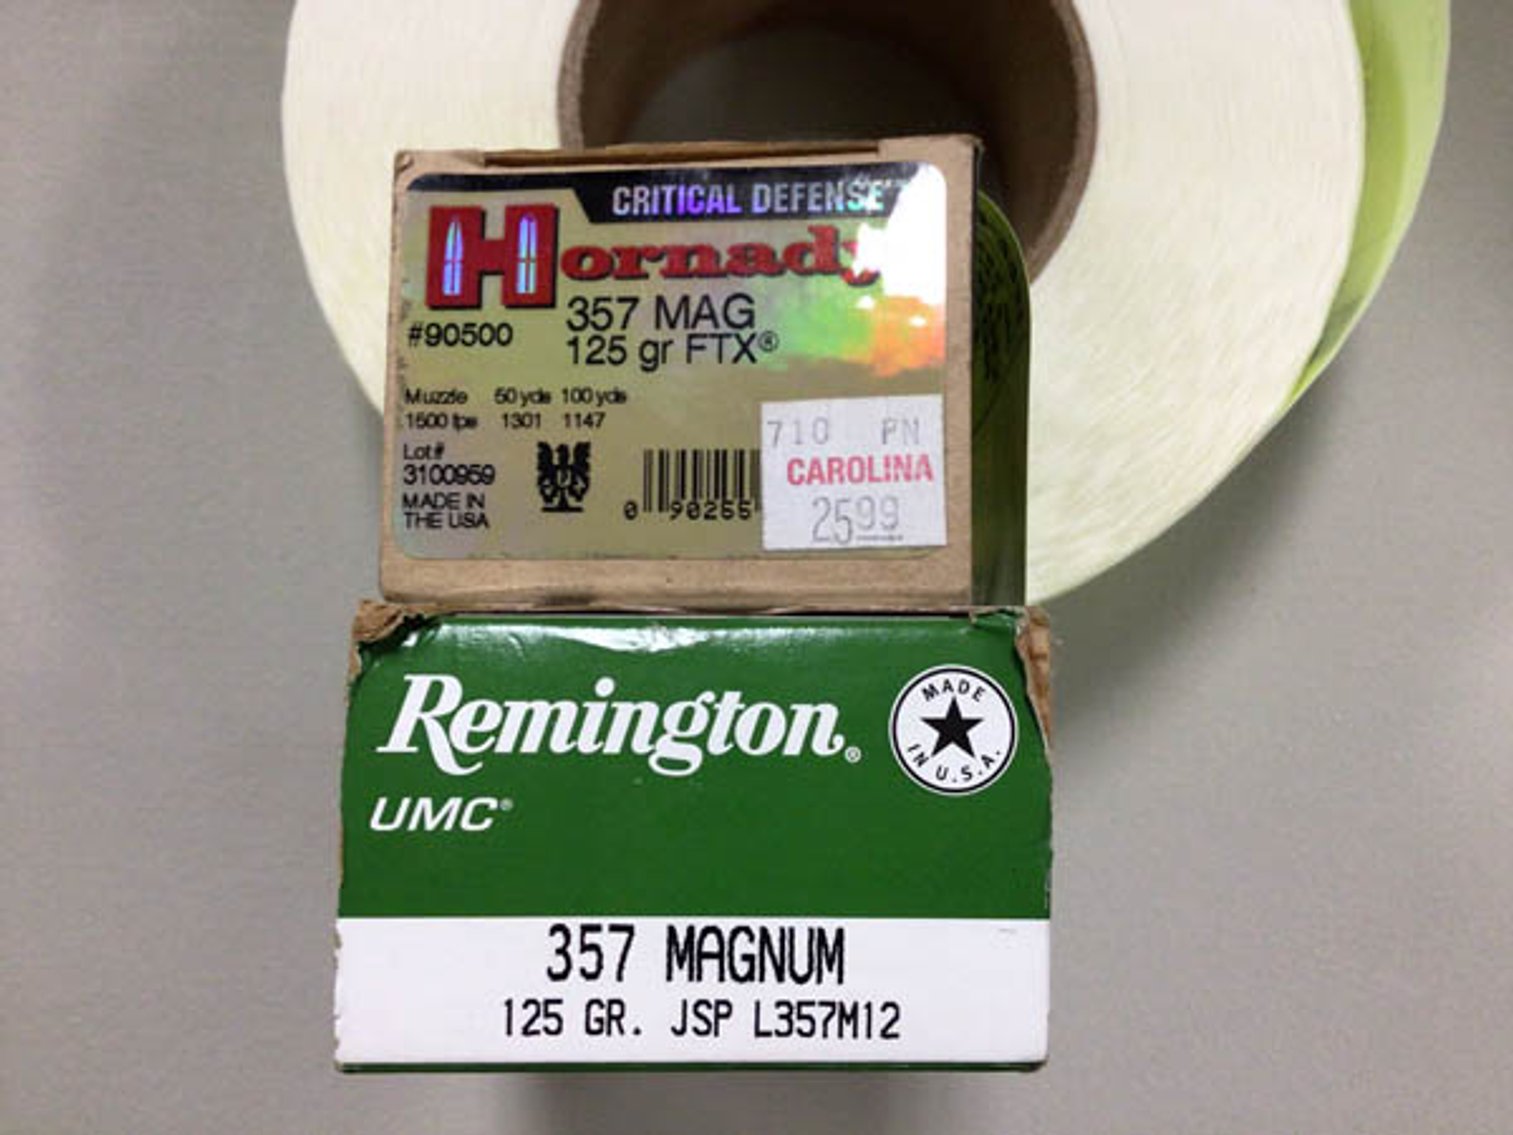 CRITICAL DEFENSE
Hornady
357 MAG
#90500
125 gr FTX®
Muzzle 50 yds 100 yds
1500 fps 1301 1147
Lot#
3100959
MADE IN
THE USA
0 90255
710 PN
CAROLINA
25.99
Remington®
MADE IN U.S.A.
UMC®
357 MAGNUM
125 GR. JSP L357M12